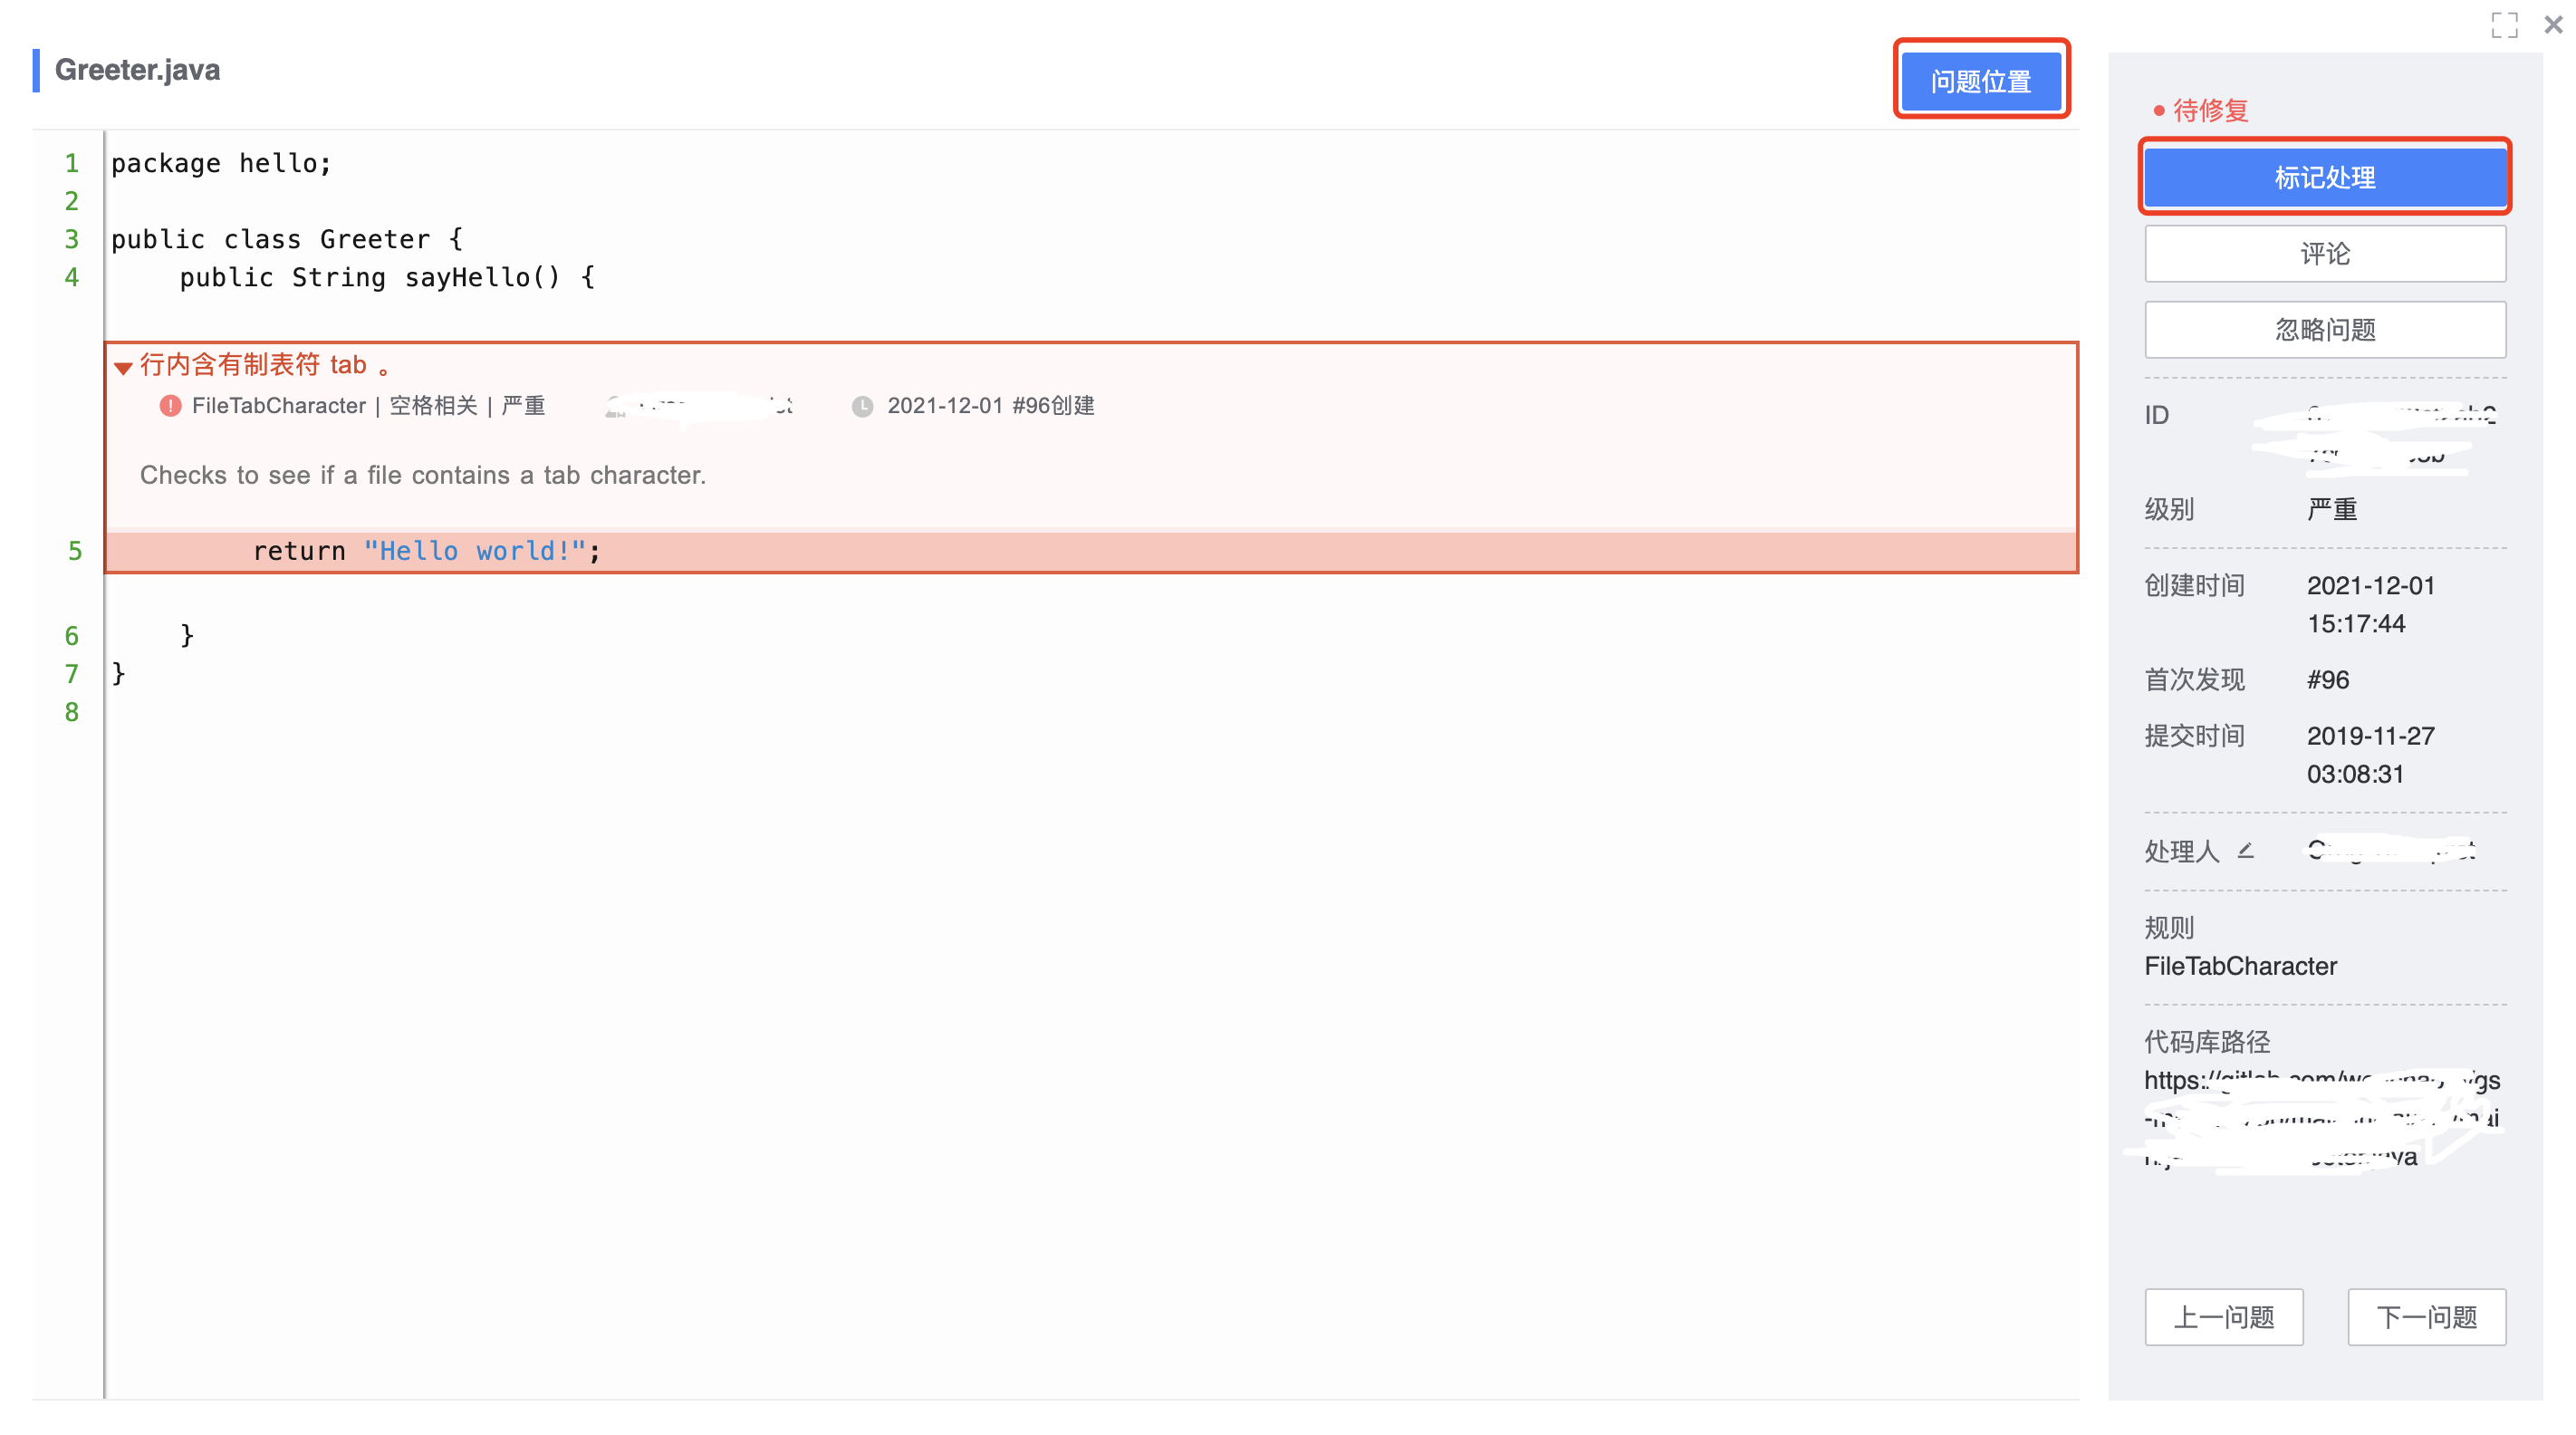 Greeter.java
问题位置
1 package hello;
2
3 public class Greeter {
4 public String sayHello() {
行内含有制表符 tab 。
FileTabCharacter | 空格相关 | 严重
2021-12-01 #96创建
Checks to see if a file contains a tab character.
5 return "Hello world!";
6 }
7 }
8
待修复
标记处理
评论
忽略问题
ID
级别 严重
创建时间 2021-12-01
15:17:44
首次发现 #96
提交时间 2019-11-27
03:08:31
处理人
规则
FileTabCharacter
代码库路径
上一问题 下一问题